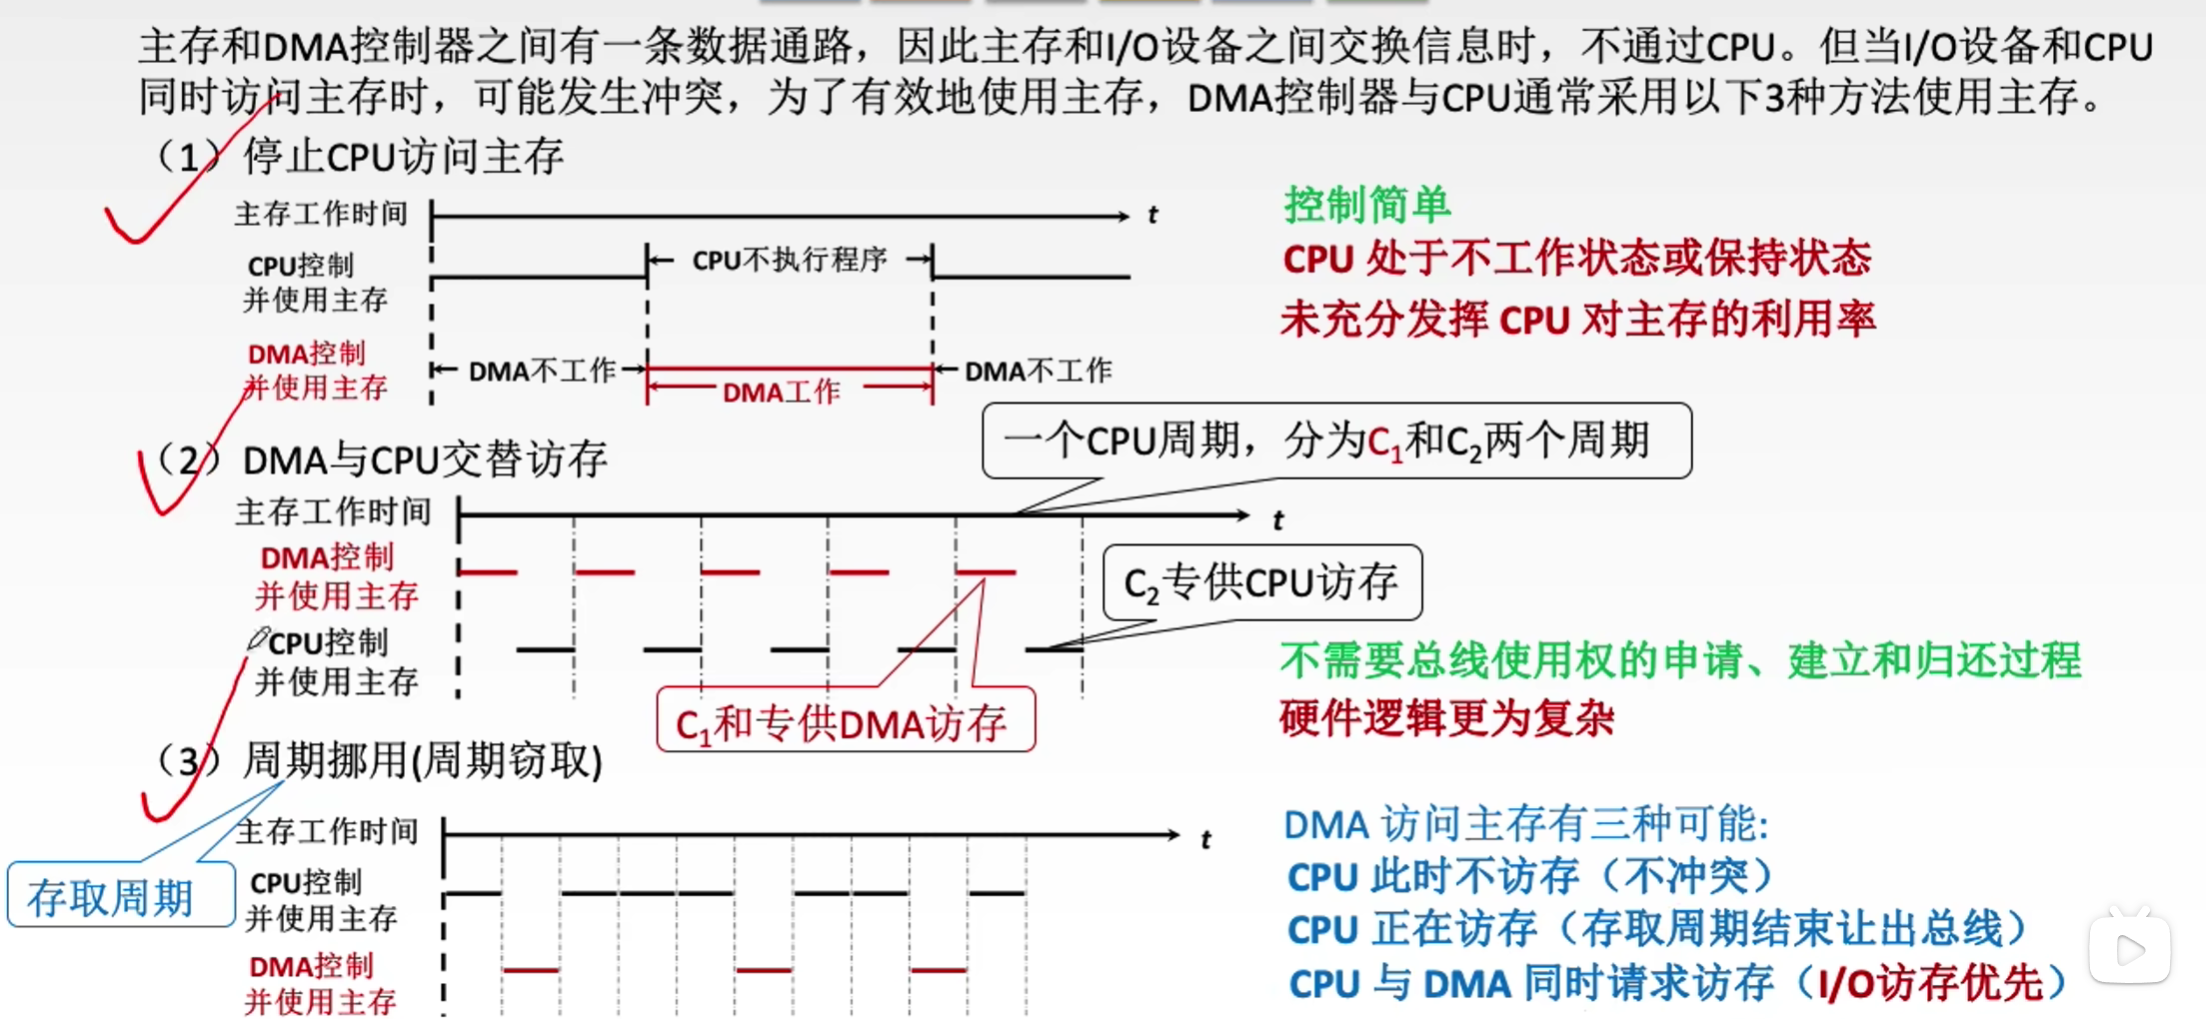 主存和DMA控制器之间有一条数据通路，因此主存和I/O设备之间交换信息时，不通过CPU。但当I/O设备和CPU
同时访问主存时，可能发生冲突，为了有效地使用主存，DMA控制器与CPU通常采用以下3种方法使用主存。
（1）停止CPU访问主存
主存工作时间
t
CPU控制
并使用主存
CPU不执行程序
DMA控制
并使用主存
DMA不工作
DMA工作
DMA不工作
控制简单
CPU 处于不工作状态或保持状态
未充分发挥 CPU 对主存的利用率
（2）DMA与CPU交替访存
一个CPU周期，分为C₁和C₂两个周期
主存工作时间
t
DMA控制
并使用主存
C₂专供CPU访存
CPU控制
并使用主存
C₁和专供DMA访存
不需要总线使用权的申请、建立和归还过程
硬件逻辑更为复杂
（3）周期挪用(周期窃取)
存取周期
主存工作时间
t
CPU控制
并使用主存
DMA控制
并使用主存
DMA 访问主存有三种可能:
CPU 此时不访存（不冲突）
CPU 正在访存（存取周期结束让出总线）
CPU 与 DMA 同时请求访存（I/O访存优先）